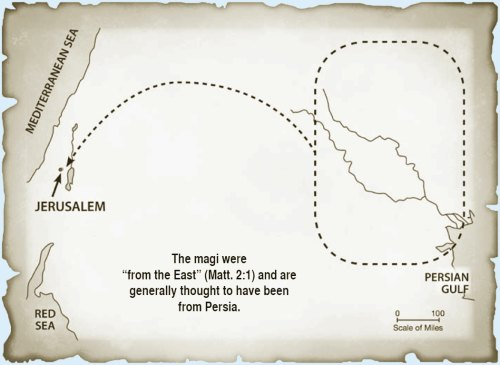 MEDITERRANEAN SEA
JERUSALEM
The magi were
“from the East” (Matt. 2:1) and are
generally thought to have been
from Persia.
RED
SEA
PERSIAN
GULF
0 100
Scale of Miles